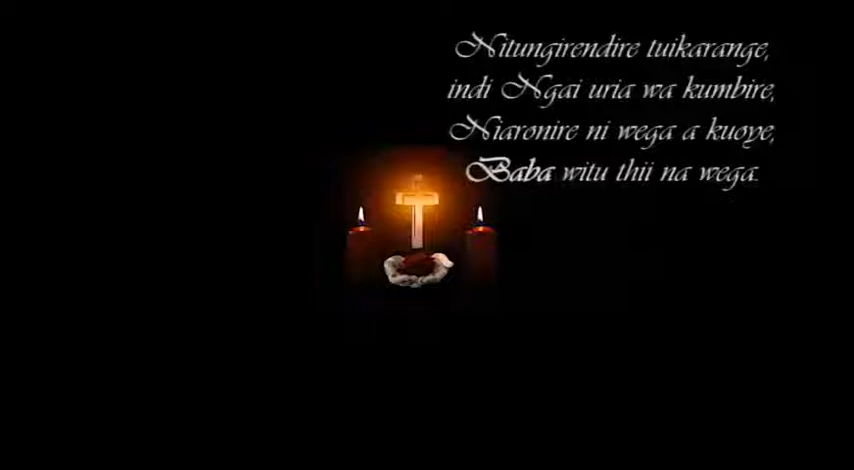 Nitungirendire tuikarange,
indi Ngai uria wa kumbire,
Niaronire ni wega a kuoye,
Baba witu thii na wega.